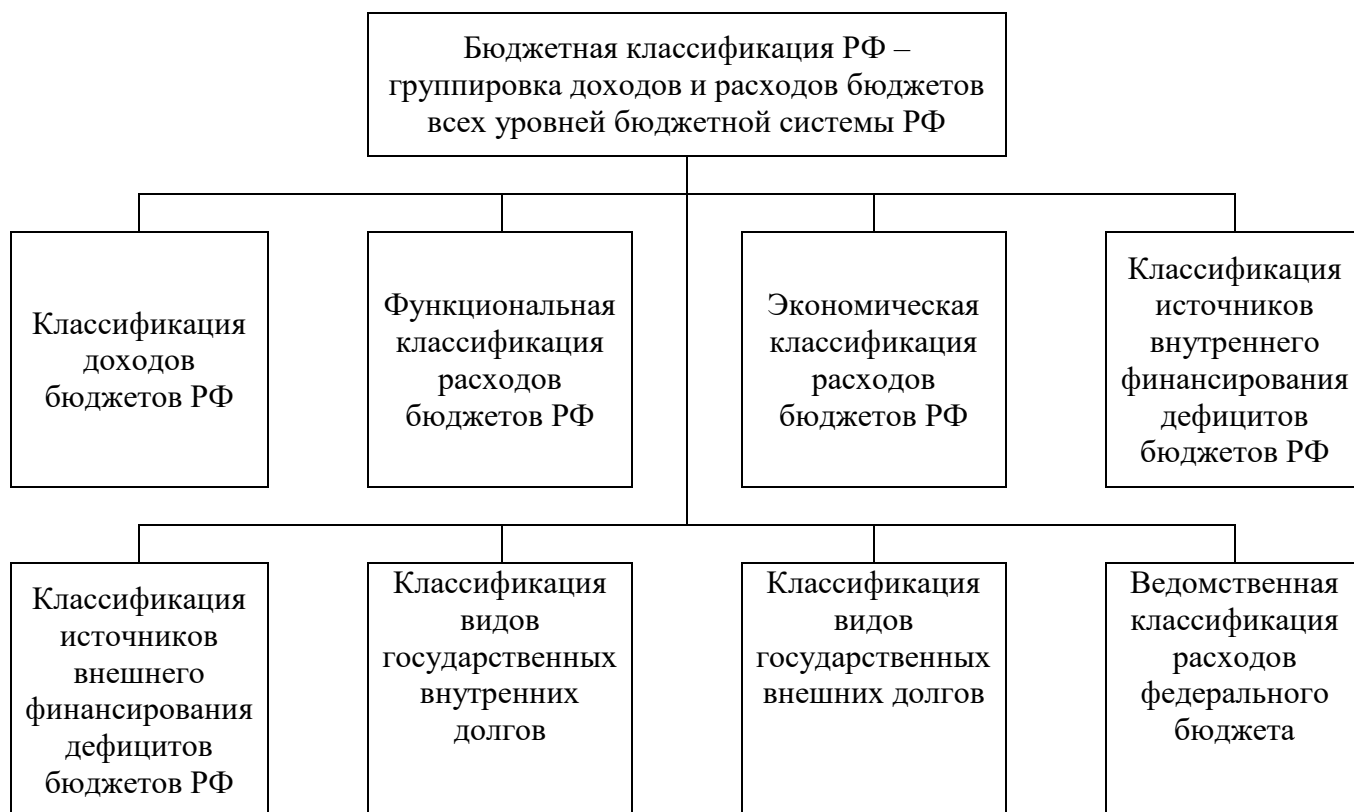 Бюджетная классификация РФ –
группировка доходов и расходов бюджетов
всех уровней бюджетной системы РФ
Классификация
доходов
бюджетов РФ
Функциональная
классификация
расходов
бюджетов РФ
Экономическая
классификация
расходов
бюджетов РФ
Классификация
источников
внутреннего
финансирования
дефицитов
бюджетов РФ
Классификация
источников
внешнего
финансирования
дефицитов
бюджетов РФ
Классификация
видов
государственных
внутренних
долгов
Классификация
видов
государственных
внешних долгов
Ведомственная
классификация
расходов
федерального
бюджета